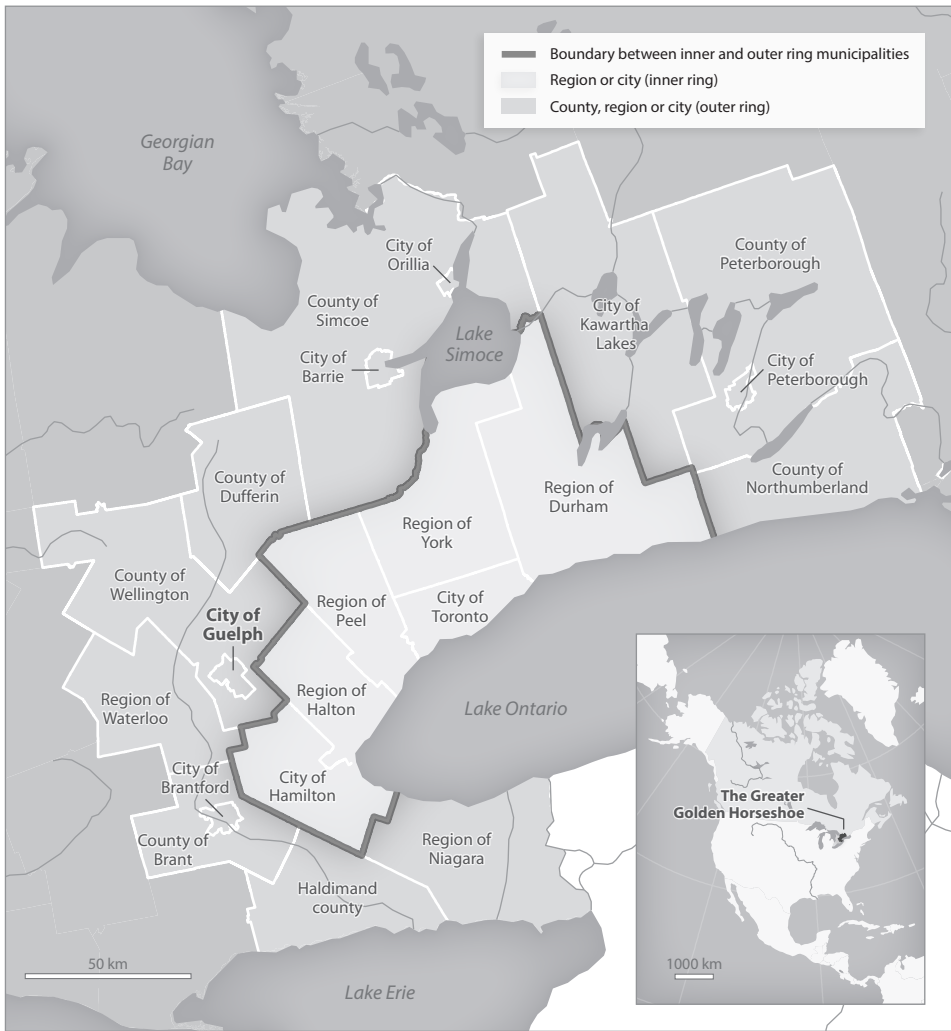 Boundary between inner and outer ring municipalities
Region or city (inner ring)
County, region or city (outer ring)
Georgian
Bay
City of
Orillia
County of
Simcoe
City of
Barrie
Lake
Simoce
City of
Kawartha
Lakes
County of
Peterborough
City of
Peterborough
County of
Northumberland
County of
Dufferin
Region of
York
Region of
Durham
County of
Wellington
City of
Guelph
Region of
Peel
City of
Toronto
Region of
Waterloo
Region of
Halton
Lake Ontario
City of
Brantford
City of
Hamilton
County of
Brant
Region of
Niagara
Haldimand
county
Lake Erie
50 km
The Greater
Golden Horseshoe
1000 km